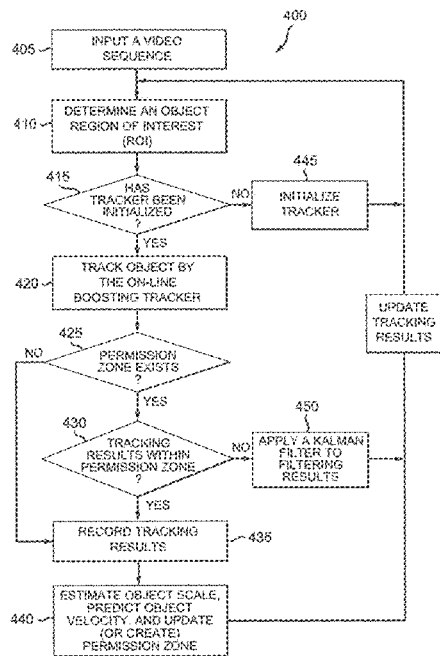 400
405
INPUT A VIDEO
SEQUENCE
410
DETERMINE AN OBJECT
REGION OF INTEREST
(ROI)
415
HAS
TRACKER BEEN
INITIALIZED
?
NO
445
INITIALIZE
TRACKER
YES
420
TRACK OBJECT BY
THE ON-LINE
BOOSTING TRACKER
UPDATE
TRACKING
RESULTS
425
NO
PERMISSION
ZONE EXISTS
?
YES
430
TRACKING
RESULTS WITHIN
PERMISSION ZONE
?
NO
450
APPLY A KALMAN
FILTER TO
FILTERING
RESULTS
YES
RECORD TRACKING
RESULTS
435
440
ESTIMATE OBJECT SCALE,
PREDICT OBJECT
VELOCITY, AND UPDATE
(OR CREATE)
PERMISSION ZONE